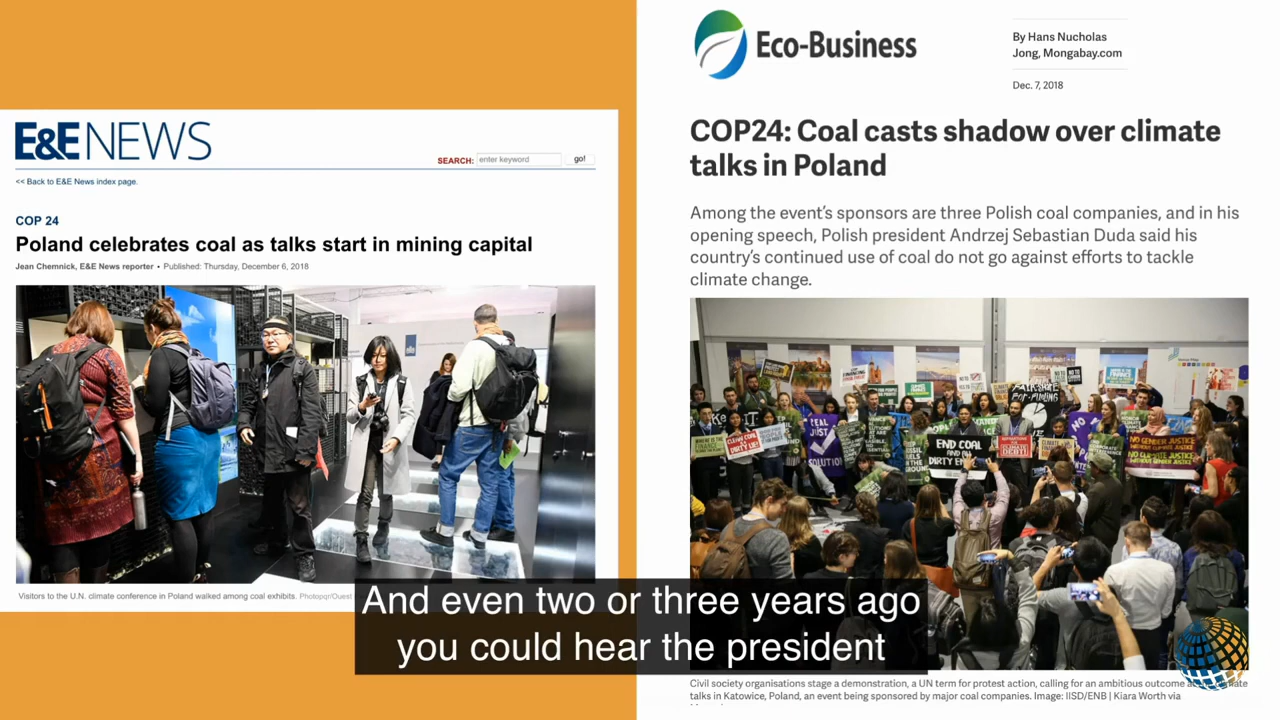 E&E NEWS
SEARCH: enter keyword go!
<< Back to E&E News index page.
COP 24
Poland celebrates coal as talks start in mining capital
Jean Chemnick, E&E News reporter • Published: Thursday, December 6, 2018
Visitors to the U.N. climate conference in Poland walked among coal exhibits. Photopqr/Ouest
Eco-Business
By Hans Nucholas
Jong, Mongabay.com
Dec. 7, 2018
COP24: Coal casts shadow over climate
talks in Poland
Among the event's sponsors are three Polish coal companies, and in his
opening speech, Polish president Andrzej Sebastian Duda said his
country's continued use of coal do not go against efforts to tackle
climate change.
END COAL
NO GENDER JUSTICE
Civil society organisations stage a demonstration, a UN term for protest action, calling for an ambitious outcome
talks in Katowice, Poland, an event being sponsored by major coal companies. Image: IISD/ENB | Kiara Worth via
And even two or three years ago
you could hear the president